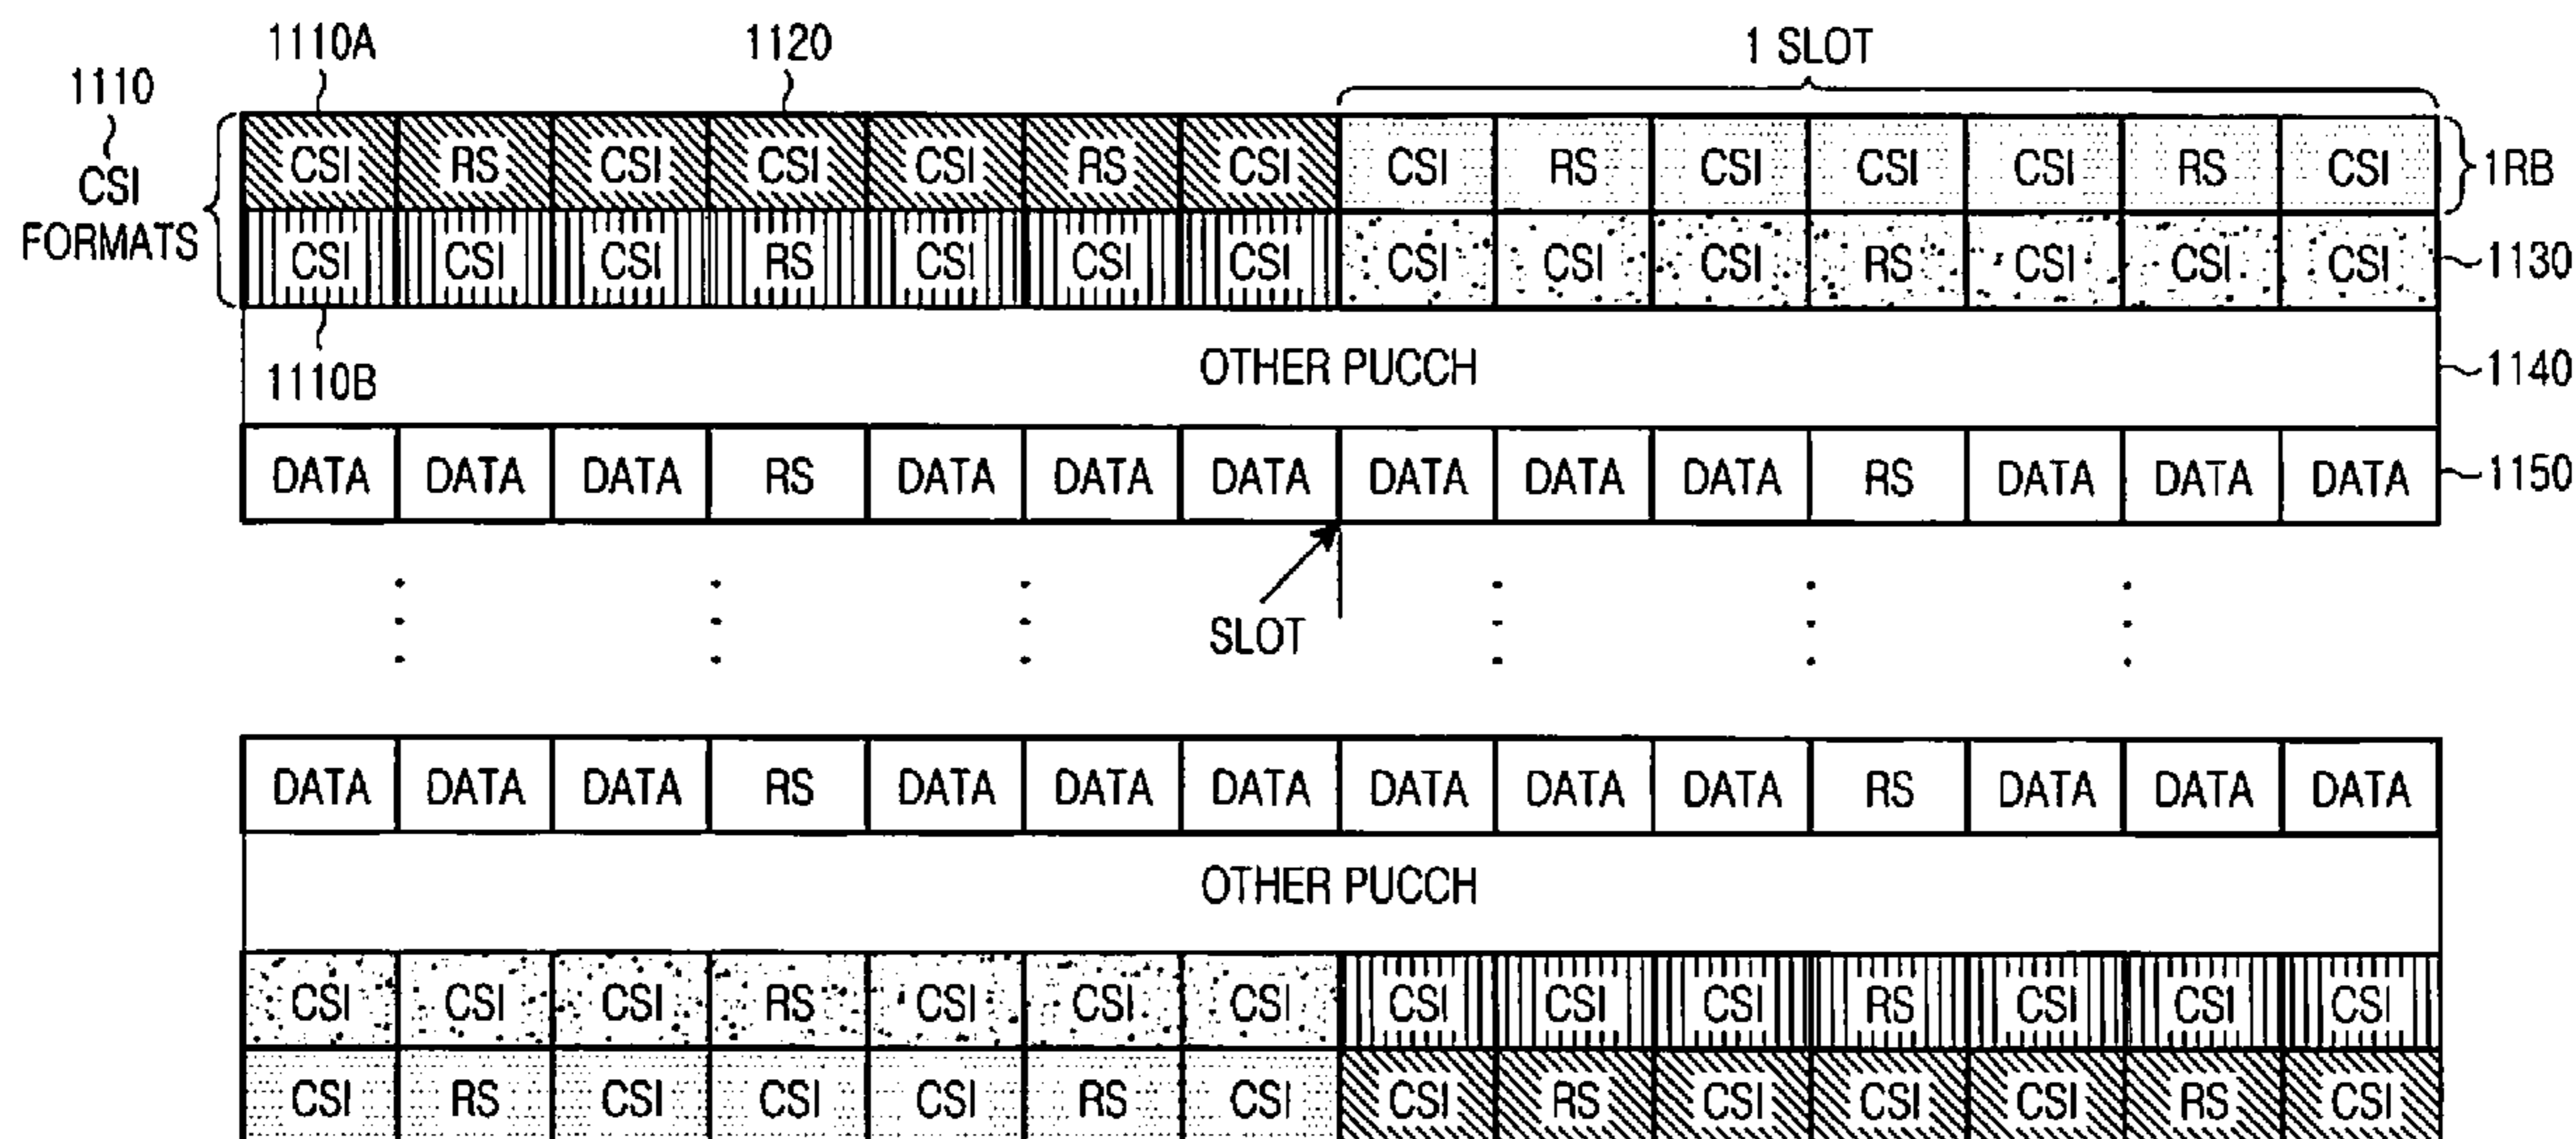 1110A 1120 1 SLOT
1110
CSI
FORMATS
CSI RS CSI CSI CSI RS CSI CSI RS CSI CSI CSI RS CSI 1RB
CSI CSI CSI RS CSI CSI CSI CSI CSI CSI RS CSI CSI CSI 1130
1110B OTHER PUCCH 1140
DATA DATA DATA RS DATA DATA DATA DATA DATA DATA RS DATA DATA DATA 1150
SLOT
DATA DATA DATA RS DATA DATA DATA DATA DATA DATA RS DATA DATA DATA
OTHER PUCCH
CSI CSI CSI RS CSI CSI CSI CSI CSI CSI RS CSI CSI CSI
CSI RS CSI CSI CSI RS CSI CSI RS CSI CSI CSI RS CSI